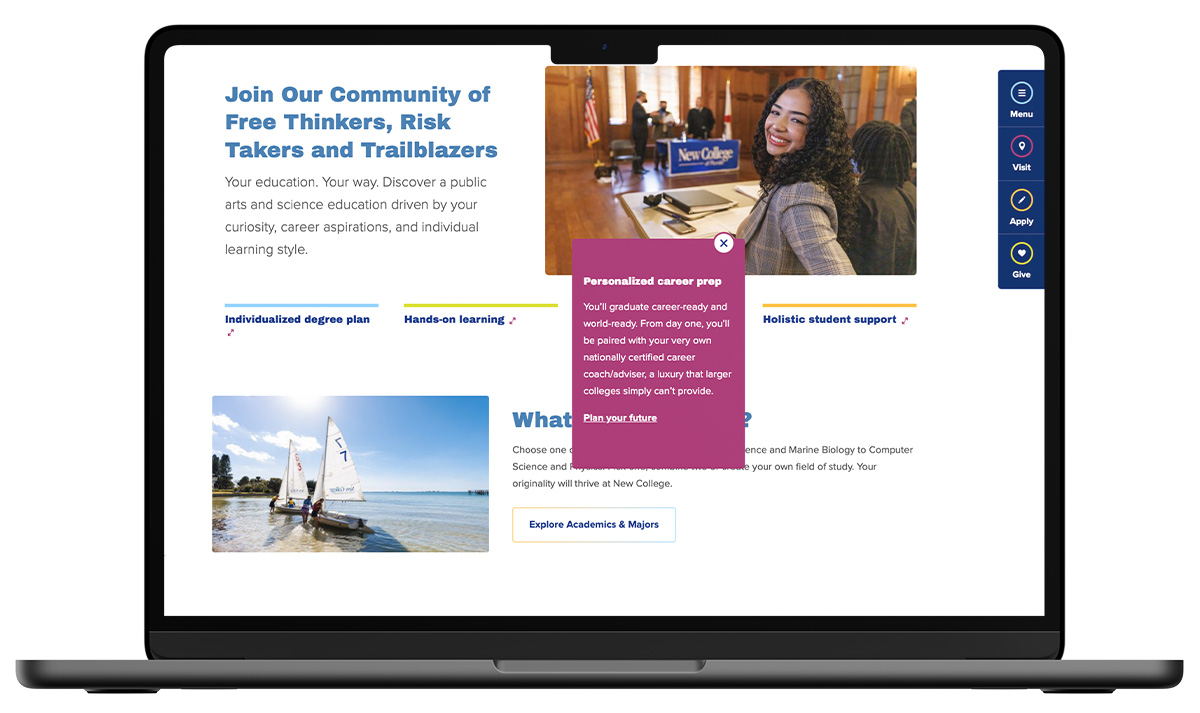 Join Our Community of
Free Thinkers, Risk
Takers and Trailblazers
Your education. Your way. Discover a public
arts and science education driven by your
curiosity, career aspirations, and individual
learning style.
New College
of Florida
Menu
Visit
Apply
Give
Individualized degree plan
Hands-on learning
Personalized career prep
You'll graduate career-ready and
world-ready. From day one, you'll
be paired with your very own
nationally certified career
coach/adviser, a luxury that larger
colleges simply can't provide.
Plan your future
Holistic student support
7
7
What ?
Choose one ence and Marine Biology to Computer
Science and your own field of study. Your
originality will thrive at New College.
Explore Academics & Majors